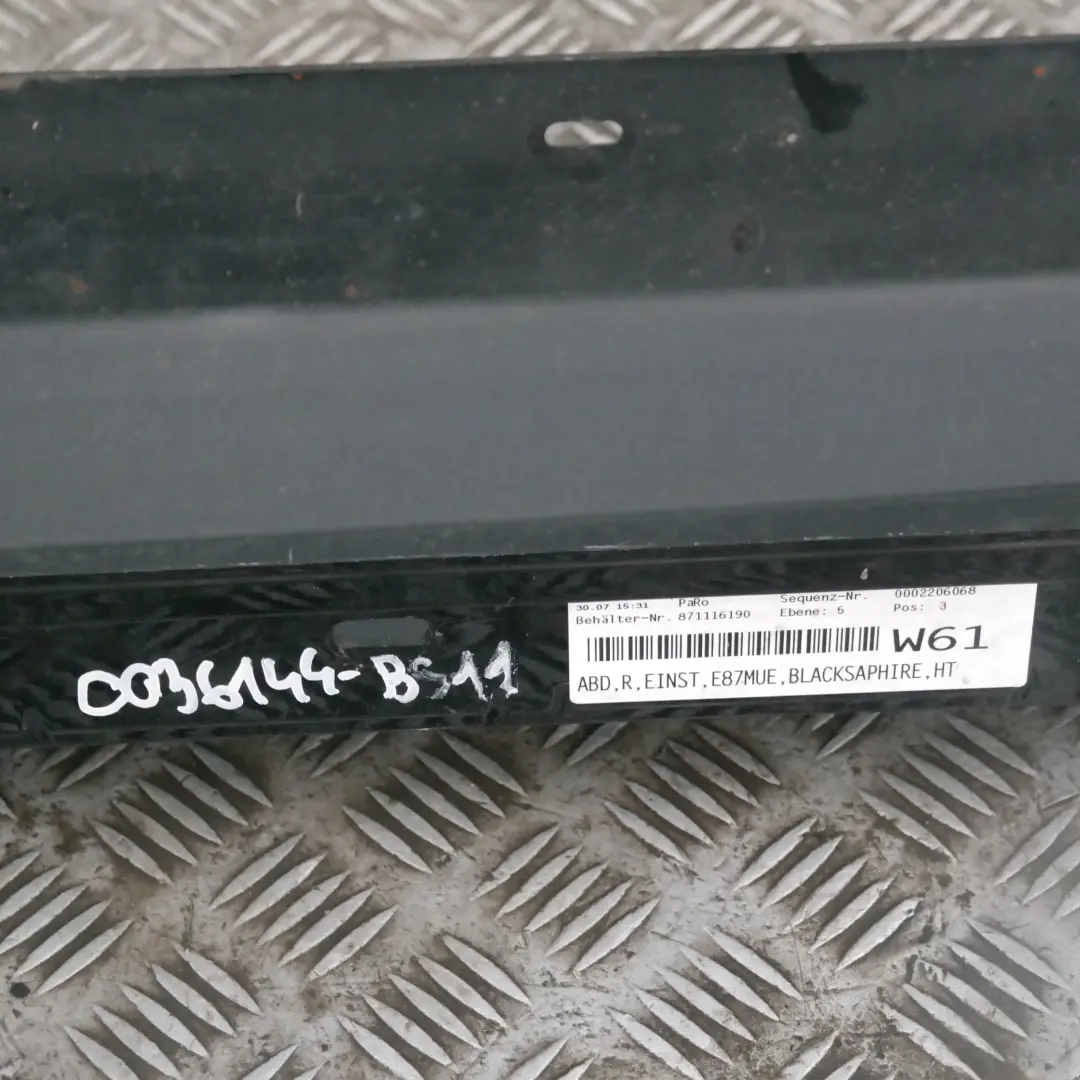 30.07 15:31 PaRo Sequenz-Nr. 0002206068
Behälter-Nr. 871116190 Ebene: 5 Pos: 3
W61
ABD,R,EINST,E87MUE,BLACKSAPHIRE,HT
0036144-BS11